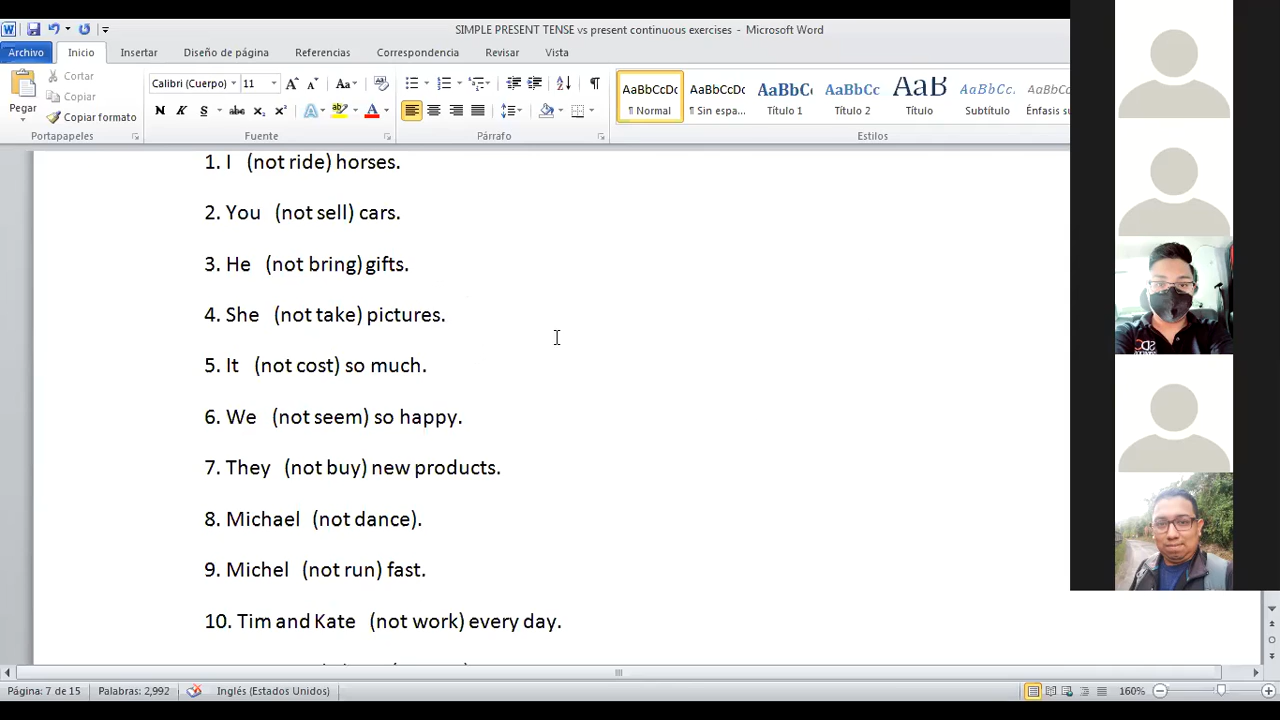 SIMPLE PRESENT TENSE vs present continuous exercises - Microsoft Word
Archivo Inicio Insertar Diseño de página Referencias Correspondencia Revisar Vista
Pegar
Cortar
Copiar
Copiar formato
Portapapeles
Calibri (Cuerpo) 11
N K S abc x₂ x²
Fuente
Párrafo
AaBbCcDc AaBbCcDc AaBbC AaBbCc AaB AaBbCc.
¶ Normal ¶ Sin espa... Título 1 Título 2 Título Subtítulo Énfasis
Estilos
1. I (not ride) horses.
2. You (not sell) cars.
3. He (not bring) gifts.
4. She (not take) pictures.
5. It (not cost) so much.
6. We (not seem) so happy.
7. They (not buy) new products.
8. Michael (not dance).
9. Michel (not run) fast.
10. Tim and Kate (not work) every day.
SDC
Página: 7 de 15 Palabras: 2,992 Inglés (Estados Unidos) 160%